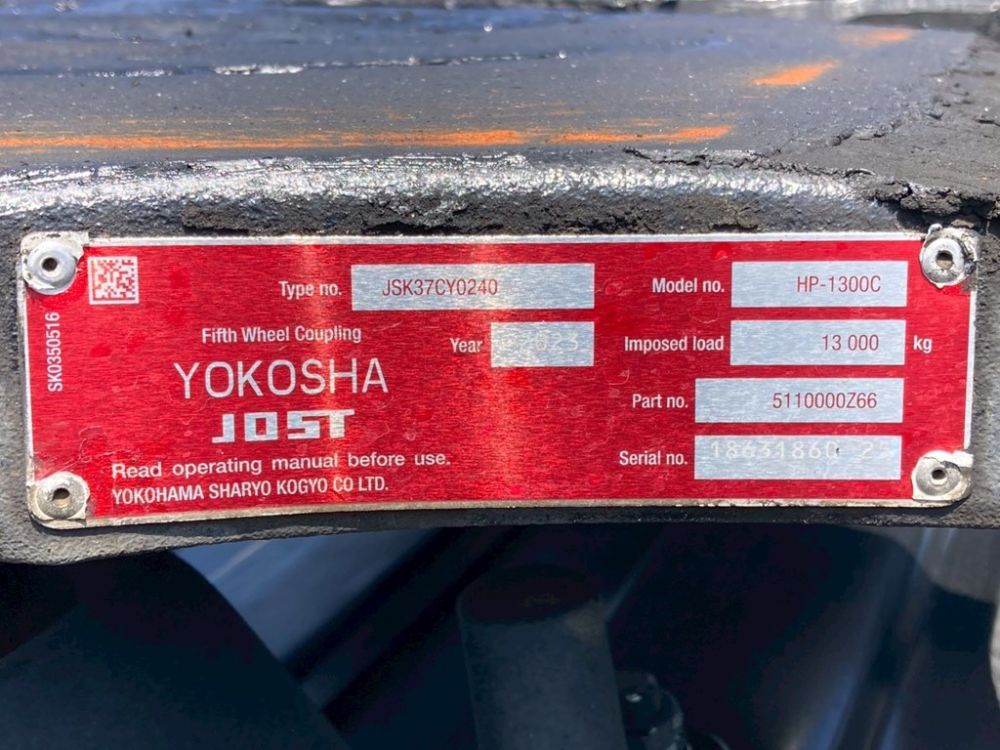 SK0350516
Type no. JSK37CY0240
Model no. HP-1300C
Fifth Wheel Coupling
Year 2023
Imposed load 13 000 kg
YOKOSHA
Part no. 5110000Z66
JOST
Serial no.
Read operating manual before use.
YOKOHAMA SHARYO KOGYO CO LTD.